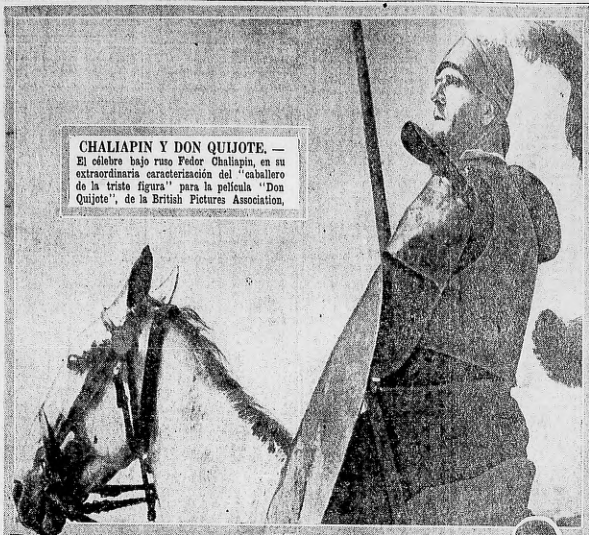 CHALIAPIN Y DON QUIJOTE. —
El célebre bajo ruso Fedor Chaliapin, en su
extraordinaria caracterización del "caballero
de la triste figura" para la película "Don
Quijote", de la British Pictures Association,